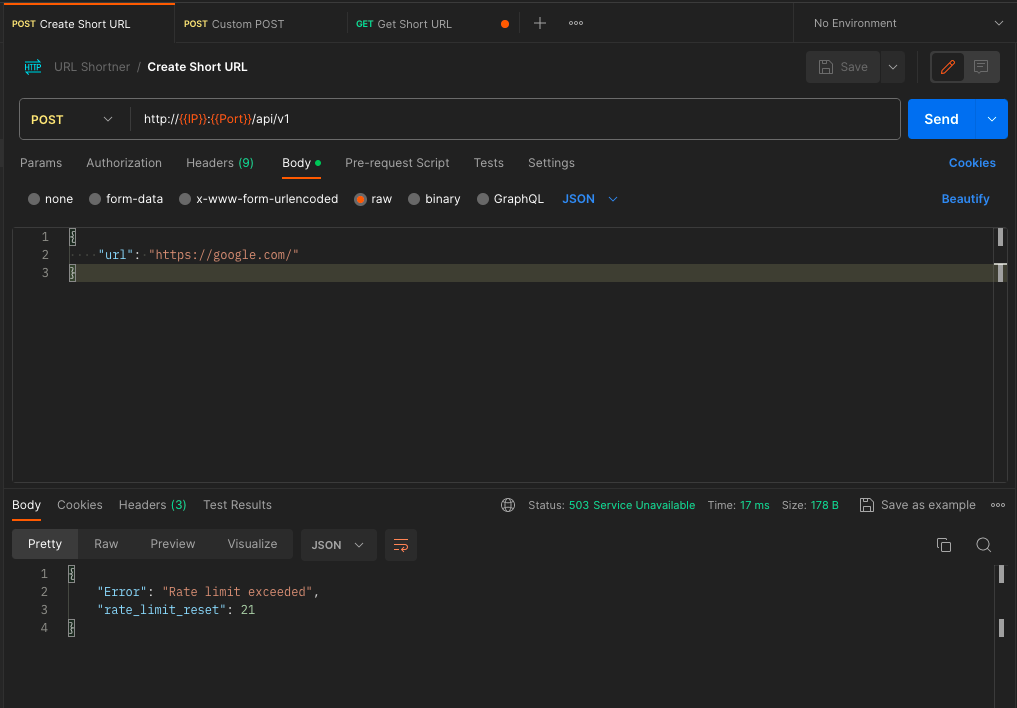 POST Create Short URL POST Custom POST GET Get Short URL No Environment
HTTP URL Shortner / Create Short URL Save
POST http://{{IP}}:{{Port}}/api/v1 Send
Params Authorization Headers (9) Body Pre-request Script Tests Settings Cookies
none form-data x-www-form-urlencoded raw binary GraphQL JSON Beautify
1 {
2 ····"url":·"https://google.com/"
3 }
Body Cookies Headers (3) Test Results Status: 503 Service Unavailable Time: 17 ms Size: 178 B Save as example
Pretty Raw Preview Visualize JSON
1 {
2 "Error": "Rate limit exceeded",
3 "rate_limit_reset": 21
4 }